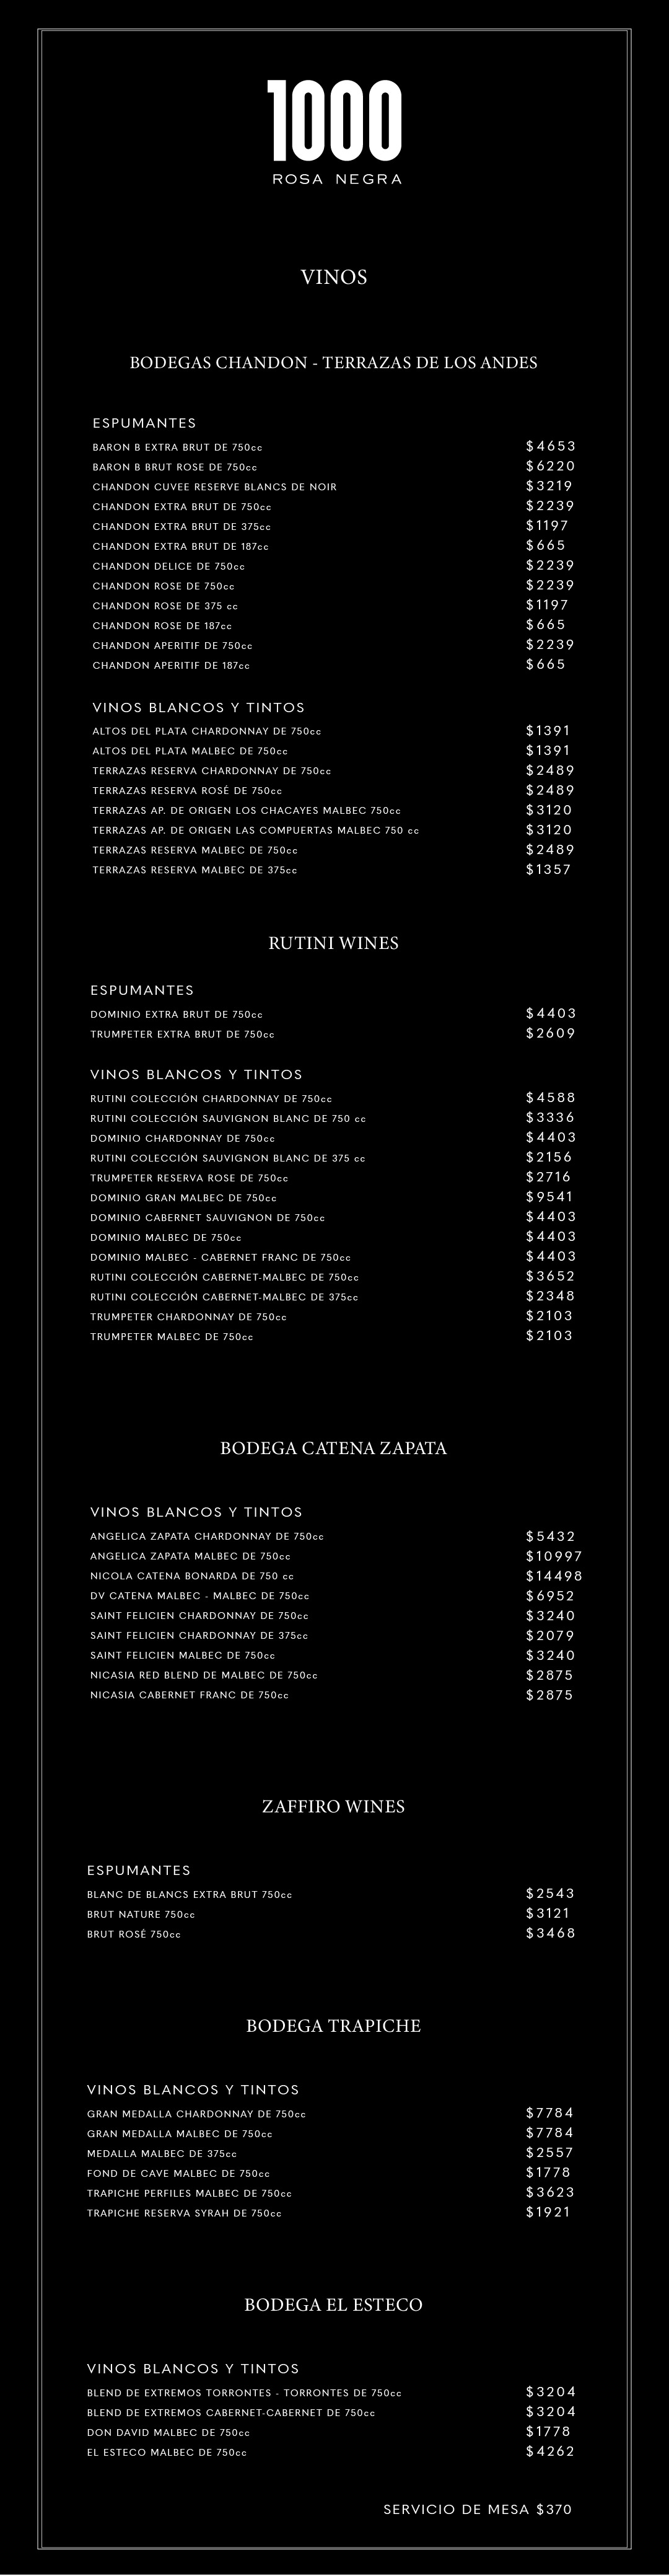 1000
ROSA NEGRA
VINOS
BODEGAS CHANDON - TERRAZAS DE LOS ANDES
ESPUMANTES
BARON B EXTRA BRUT DE 750cc $4653
BARON B BRUT ROSE DE 750cc $6220
CHANDON CUVEE RESERVE BLANCS DE NOIR $3219
CHANDON EXTRA BRUT DE 750cc $2239
CHANDON EXTRA BRUT DE 375cc $1197
CHANDON EXTRA BRUT DE 187cc $665
CHANDON DELICE DE 750cc $2239
CHANDON ROSE DE 750cc $2239
CHANDON ROSE DE 375 cc $1197
CHANDON ROSE DE 187cc $665
CHANDON APERITIF DE 750cc $2239
CHANDON APERITIF DE 187cc $665
VINOS BLANCOS Y TINTOS
ALTOS DEL PLATA CHARDONNAY DE 750cc $1391
ALTOS DEL PLATA MALBEC DE 750cc $1391
TERRAZAS RESERVA CHARDONNAY DE 750cc $2489
TERRAZAS RESERVA ROSÉ DE 750cc $2489
TERRAZAS AP. DE ORIGEN LOS CHACAYES MALBEC 750cc $3120
TERRAZAS AP. DE ORIGEN LAS COMPUERTAS MALBEC 750 cc $3120
TERRAZAS RESERVA MALBEC DE 750cc $2489
TERRAZAS RESERVA MALBEC DE 375cc $1357
RUTINI WINES
ESPUMANTES
DOMINIO EXTRA BRUT DE 750cc $4403
TRUMPETER EXTRA BRUT DE 750cc $2609
VINOS BLANCOS Y TINTOS
RUTINI COLECCIÓN CHARDONNAY DE 750cc $4588
RUTINI COLECCIÓN SAUVIGNON BLANC DE 750 cc $3336
DOMINIO CHARDONNAY DE 750cc $4403
RUTINI COLECCIÓN SAUVIGNON BLANC DE 375 cc $2156
TRUMPETER RESERVA ROSE DE 750cc $2716
DOMINIO GRAN MALBEC DE 750cc $9541
DOMINIO CABERNET SAUVIGNON DE 750cc $4403
DOMINIO MALBEC DE 750cc $4403
DOMINIO MALBEC - CABERNET FRANC DE 750cc $4403
RUTINI COLECCIÓN CABERNET-MALBEC DE 750cc $3652
RUTINI COLECCIÓN CABERNET-MALBEC DE 375cc $2348
TRUMPETER CHARDONNAY DE 750cc $2103
TRUMPETER MALBEC DE 750cc $2103
BODEGA CATENA ZAPATA
VINOS BLANCOS Y TINTOS
ANGELICA ZAPATA CHARDONNAY DE 750cc $5432
ANGELICA ZAPATA MALBEC DE 750cc $10997
NICOLA CATENA BONARDA DE 750 cc $14498
DV CATENA MALBEC - MALBEC DE 750cc $6952
SAINT FELICIEN CHARDONNAY DE 750cc $3240
SAINT FELICIEN CHARDONNAY DE 375cc $2079
SAINT FELICIEN MALBEC DE 750cc $3240
NICASIA RED BLEND DE MALBEC DE 750cc $2875
NICASIA CABERNET FRANC DE 750cc $2875
ZAFFIRO WINES
ESPUMANTES
BLANC DE BLANCS EXTRA BRUT 750cc $2543
BRUT NATURE 750cc $3121
BRUT ROSÉ 750cc $3468
BODEGA TRAPICHE
VINOS BLANCOS Y TINTOS
GRAN MEDALLA CHARDONNAY DE 750cc $7784
GRAN MEDALLA MALBEC DE 750cc $7784
MEDALLA MALBEC DE 375cc $2557
FOND DE CAVE MALBEC DE 750cc $1778
TRAPICHE PERFILES MALBEC DE 750cc $3623
TRAPICHE RESERVA SYRAH DE 750cc $1921
BODEGA EL ESTECO
VINOS BLANCOS Y TINTOS
BLEND DE EXTREMOS TORRONTES - TORRONTES DE 750cc $3204
BLEND DE EXTREMOS CABERNET-CABERNET DE 750cc $3204
DON DAVID MALBEC DE 750cc $1778
EL ESTECO MALBEC DE 750cc $4262
SERVICIO DE MESA $370